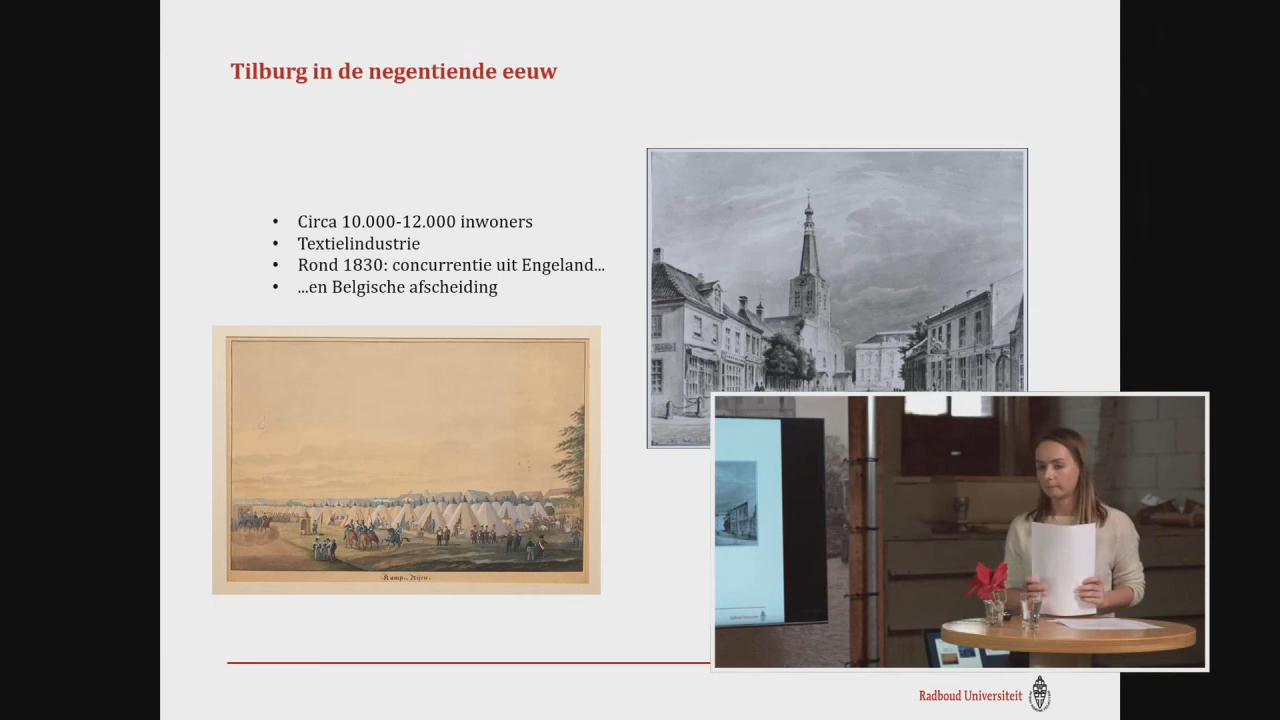 Tilburg in de negentiende eeuw
• Circa 10.000-12.000 inwoners
• Textielindustrie
• Rond 1830: concurrentie uit Engeland...
• ...en Belgische afscheiding
Radboud Universiteit